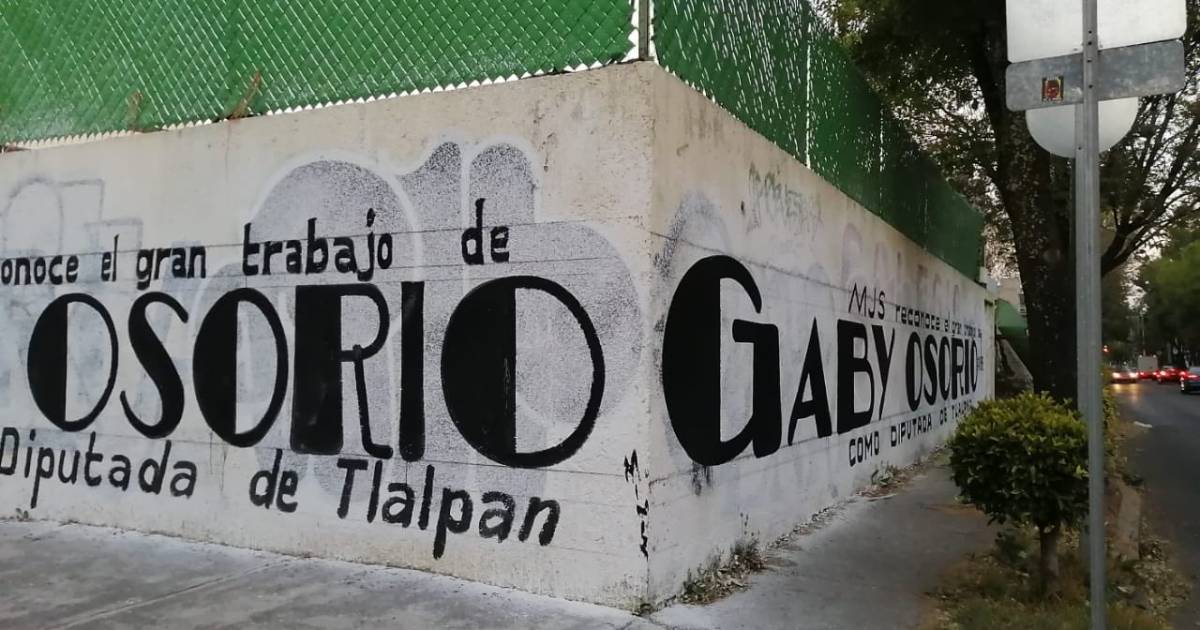 onoce el gran trabajo de
OSORIO
Diputada de Tlalpan
MJS reconoce el gran trabajo de
GABY OSORIO
COMO DIPUTADA DE TLALPAN